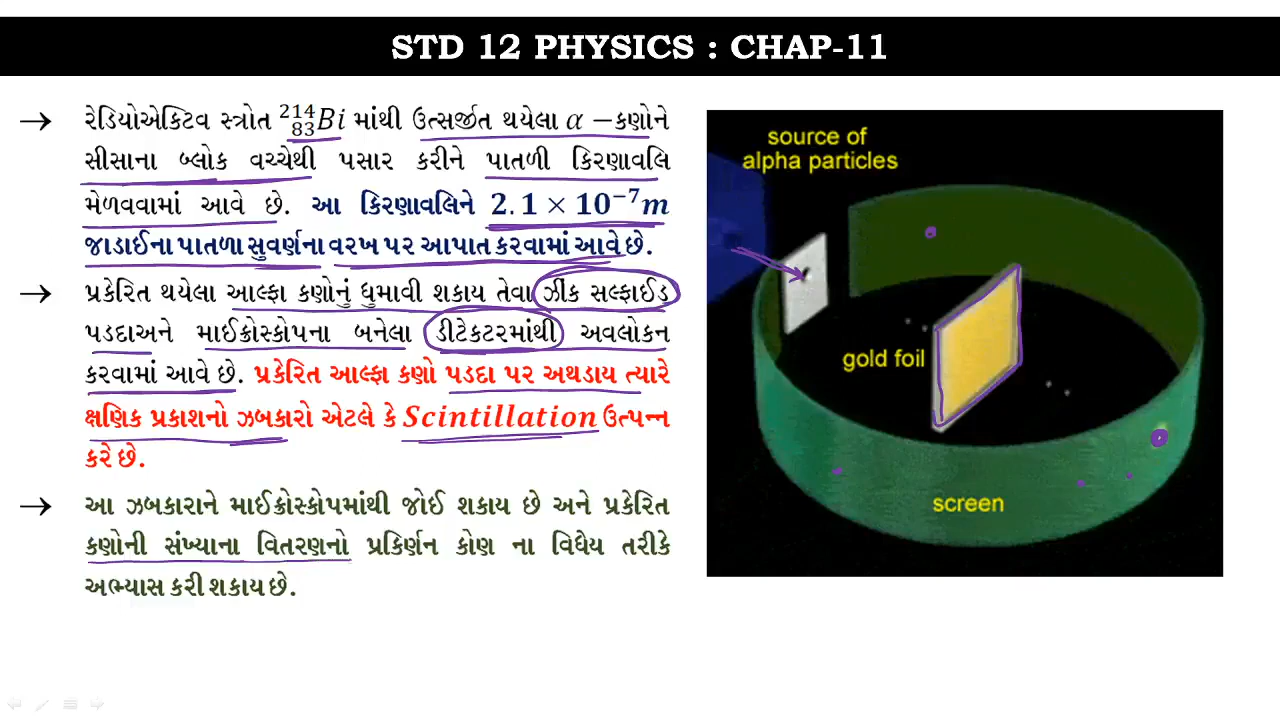 STD 12 PHYSICS : CHAP-11
→ રેડિયોએક્ટિવ સ્ત્રોત ²¹⁴₈₃Bi માંથી ઉત્સર્જીત થયેલા α −કણોને
સીસાના બ્લોક વચ્ચેથી પસાર કરીને પાતળી કિરણાવલિ
મેળવવામાં આવે છે. આ કિરણાવલિને 2.1 × 10⁻⁷m
જાડાઈના પાતળા સુવર્ણના વરખ પર આપાત કરવામાં આવે છે.
→ પ્રકેરિત થયેલા આલ્ફા કણોનું ઘુમાવી શકાય તેવા ઝીંક સલ્ફાઈડ
પડદાઅને માઈક્રોસ્કોપના બનેલા ડીટેક્ટરમાંથી અવલોકન
કરવામાં આવે છે. પ્રકેરિત આલ્ફા કણો પડદા પર અથડાય ત્યારે
ક્ષણિક પ્રકાશનો ઝબકારો એટલે કે Scintillation ઉત્પન્ન
કરે છે.
→ આ ઝબકારાને માઈક્રોસ્કોપમાંથી જોઈ શકાય છે અને પ્રકેરિત
કણોની સંખ્યાના વિતરણનો પ્રકિર્ણન કોણ ના વિધેય તરીકે
અભ્યાસ કરી શકાય છે.
source of
alpha particles
gold foil
screen